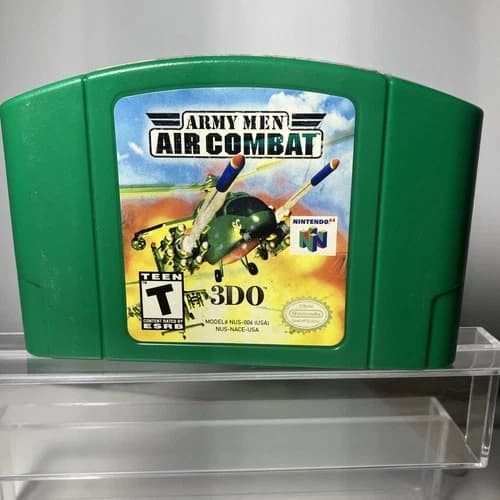 ARMY MEN
AIR COMBAT
NINTENDO 64
TEEN
T
CONTENT RATED BY
ESRB
3DO
MODEL# NUS-006 (USA)
NUS-NACE-USA
Nintendo